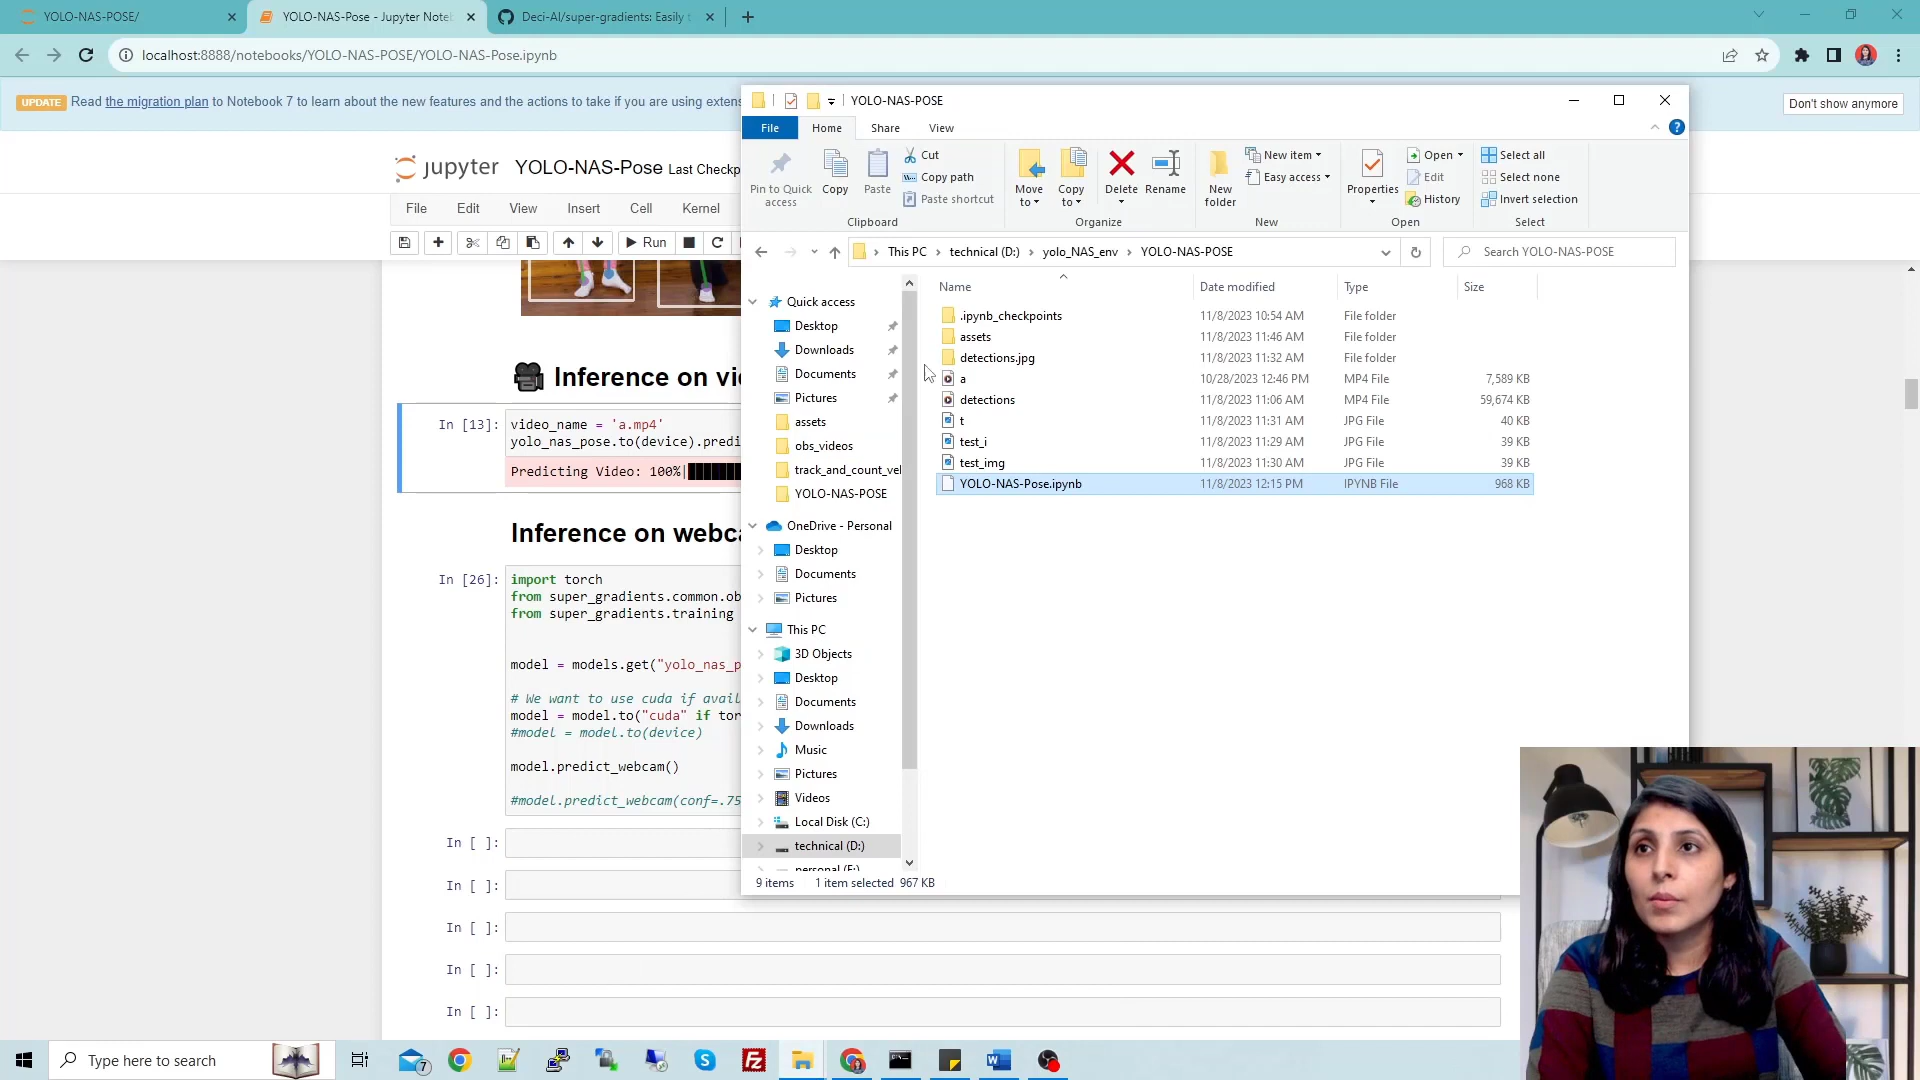 YOLO-NAS-POSE/
YOLO-NAS-Pose - Jupyter Note
Deci-AI/super-gradients: Easily
localhost:8888/notebooks/YOLO-NAS-POSE/YOLO-NAS-Pose.ipynb
UPDATE Read the migration plan to Notebook 7 to learn about the new features and the actions to take if you are using exten
Don't show anymore
jupyter YOLO-NAS-Pose Last Checkp
File Edit View Insert Cell Kernel
Run
Inference on vi
In [13]: video_name = 'a.mp4'
yolo_nas_pose.to(device).predi
Predicting Video: 100%|
Inference on webca
In [26]: import torch
from super_gradients.common.ob
from super_gradients.training
model = models.get("yolo_nas_p
# We want to use cuda if avail
model = model.to("cuda" if tor
#model = model.to(device)
model.predict_webcam()
#model.predict_webcam(conf=.75
In [ ]:
In [ ]:
In [ ]:
In [ ]:
In [ ]:
YOLO-NAS-POSE
File Home Share View
Pin to Quick access
Copy
Paste
Cut
Copy path
Paste shortcut
Clipboard
Move to
Copy to
Delete
Rename
Organize
New folder
New item
Easy access
New
Properties
Open
Edit
History
Open
Select all
Select none
Invert selection
Select
This PC › technical (D:) › yolo_NAS_env › YOLO-NAS-POSE
Search YOLO-NAS-POSE
Quick access
Desktop
Downloads
Documents
Pictures
assets
obs_videos
track_and_count_vel
YOLO-NAS-POSE
OneDrive - Personal
Desktop
Documents
Pictures
This PC
3D Objects
Desktop
Documents
Downloads
Music
Pictures
Videos
Local Disk (C:)
technical (D:)
personal (E:)
Name Date modified Type Size
.ipynb_checkpoints 11/8/2023 10:54 AM File folder
assets 11/8/2023 11:46 AM File folder
detections.jpg 11/8/2023 11:32 AM File folder
a 10/28/2023 12:46 PM MP4 File 7,589 KB
detections 11/8/2023 11:06 AM MP4 File 59,674 KB
t 11/8/2023 11:31 AM JPG File 40 KB
test_i 11/8/2023 11:29 AM JPG File 39 KB
test_img 11/8/2023 11:30 AM JPG File 39 KB
YOLO-NAS-Pose.ipynb 11/8/2023 12:15 PM IPYNB File 968 KB
9 items 1 item selected 967 KB
Type here to search
7